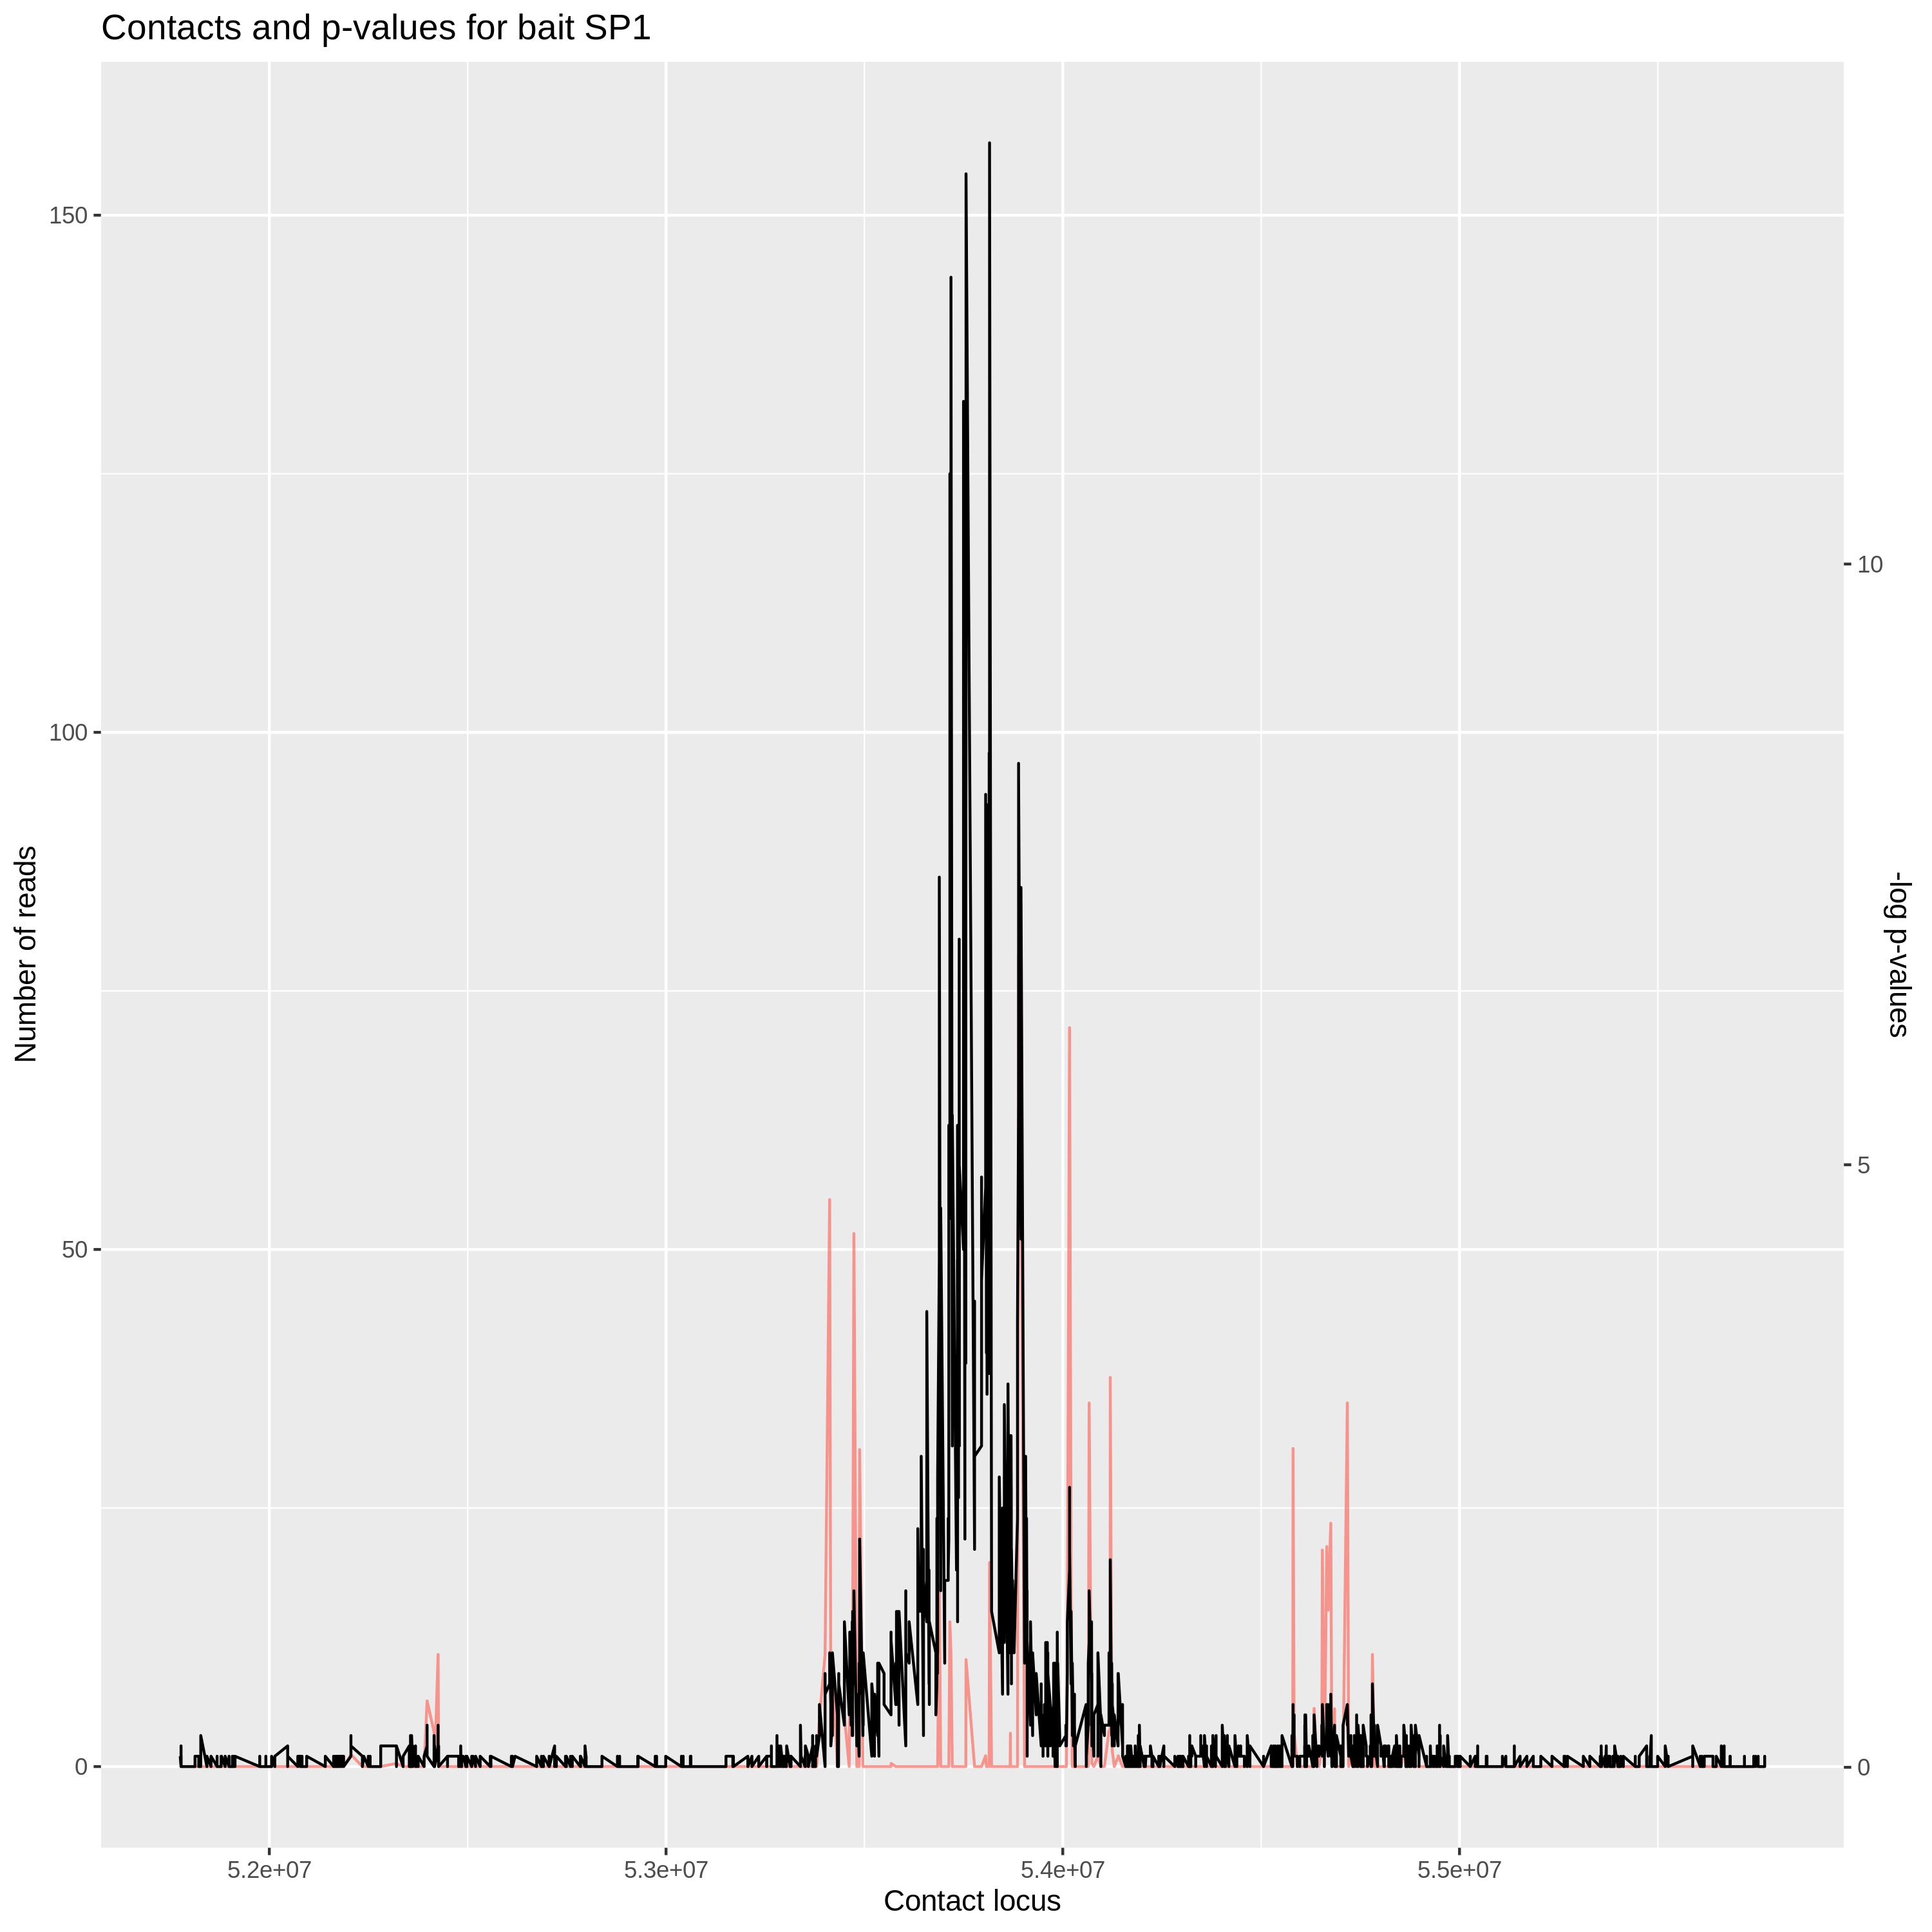 Contacts and p-values for bait SP1
150
100
50
0
Number of reads
10
5
0
-log p-values
5.2e+07
5.3e+07
5.4e+07
5.5e+07
Contact locus